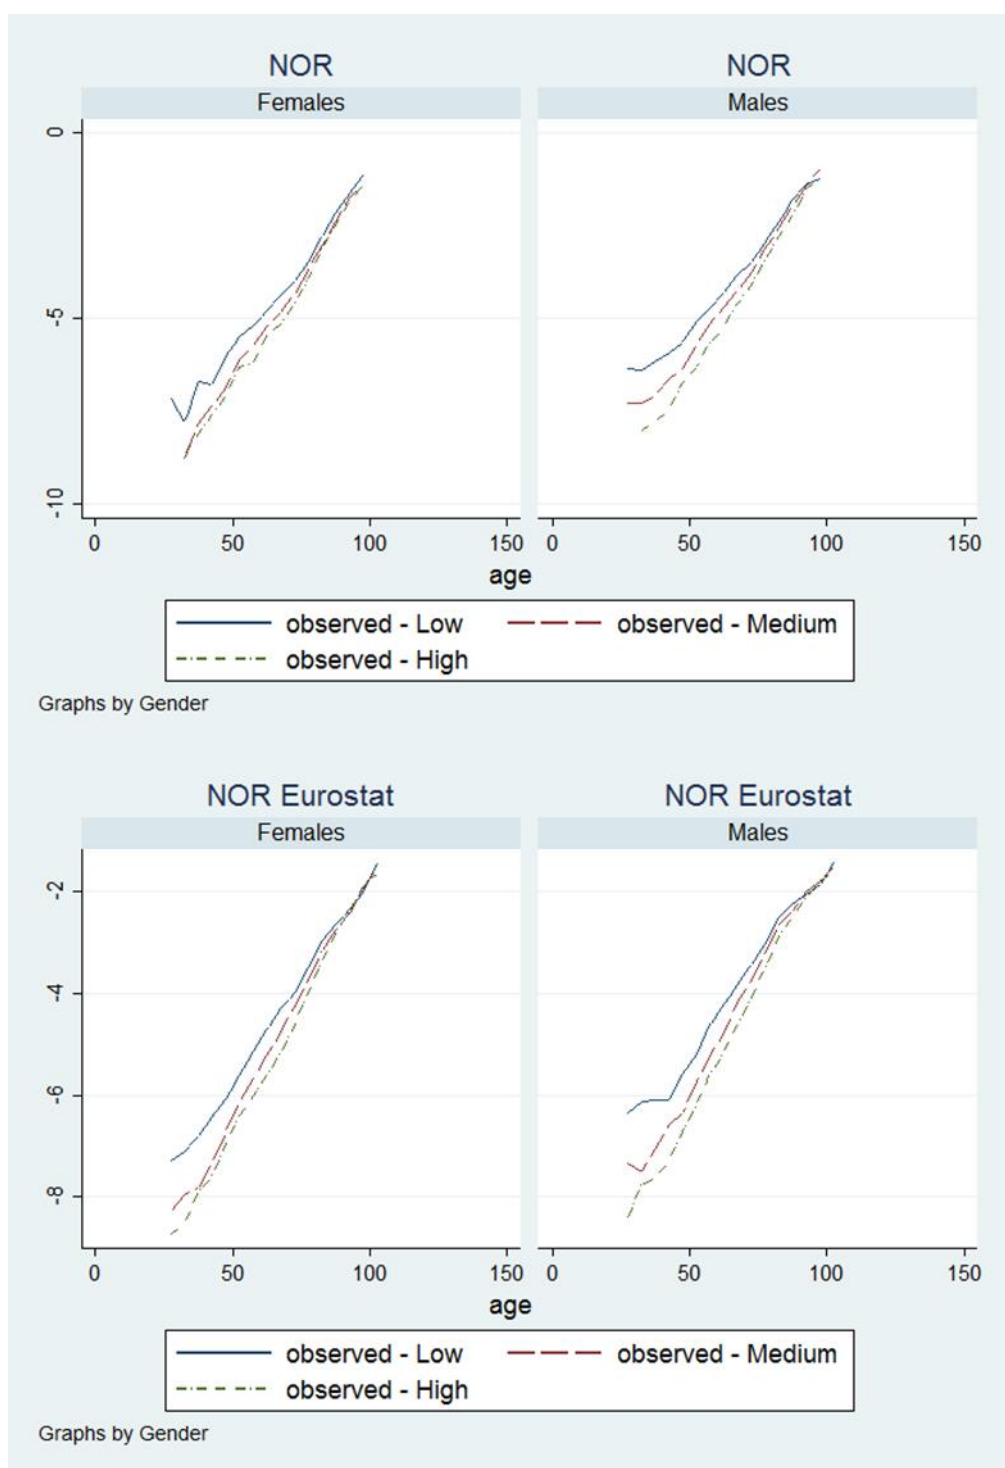 NOR NOR
Females Males
0
-5
-10
0 50 100 150 0 50 100 150
age
observed - Low observed - Medium
observed - High
Graphs by Gender
NOR Eurostat NOR Eurostat
Females Males
-2
-4
-6
-8
0 50 100 150 0 50 100 150
age
observed - Low observed - Medium
observed - High
Graphs by Gender